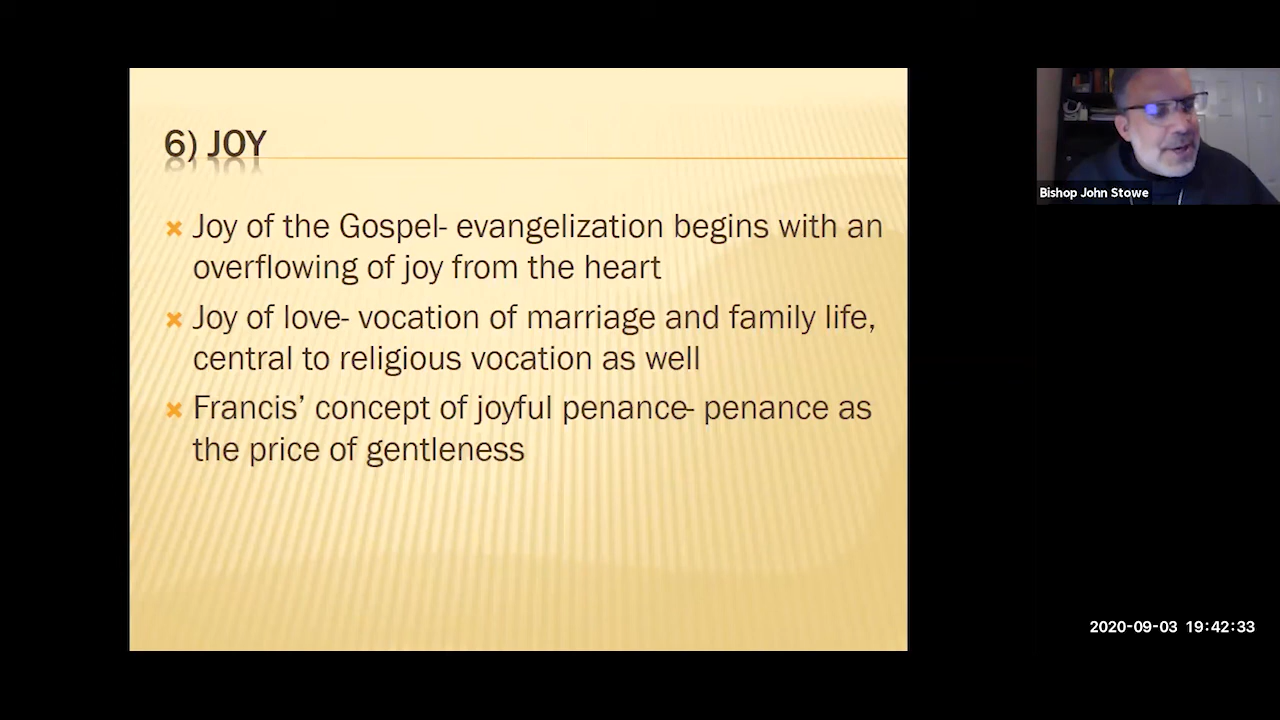 6) JOY
Joy of the Gospel- evangelization begins with an
overflowing of joy from the heart
Joy of love- vocation of marriage and family life,
central to religious vocation as well
Francis’ concept of joyful penance- penance as
the price of gentleness
Bishop John Stowe
2020-09-03 19:42:33